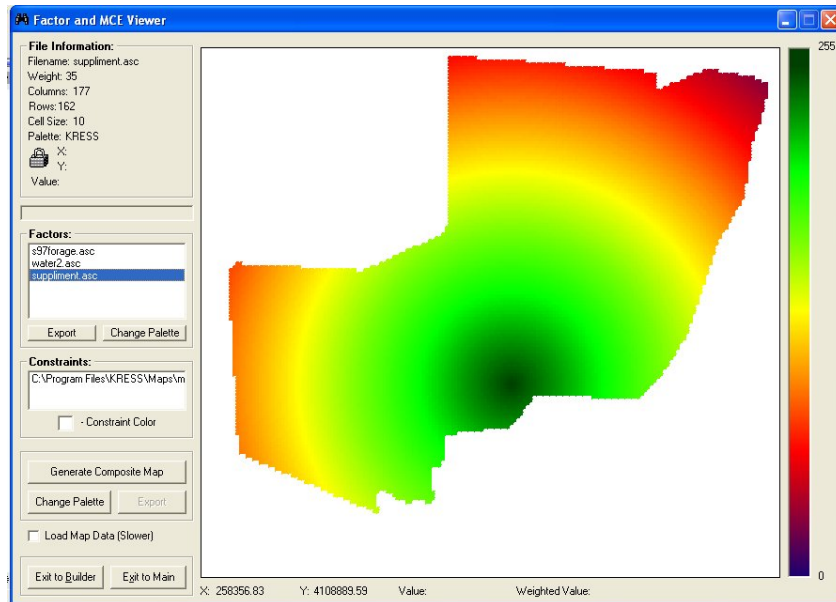 Factor and MCE Viewer
File Information:
Filename: suppliment.asc
Weight: 35
Columns: 177
Rows:162
Cell Size: 10
Palette: KRESS
X:
Y:
Value:
Factors:
s97forage.asc
water2.asc
suppliment.asc
Export
Change Palette
Constraints:
C:\Program Files\KRESS\Maps\m
- Constraint Color
Generate Composite Map
Change Palette
Export
Load Map Data (Slower)
Exit to Builder
Exit to Main
255
0
X: 258356.83 Y: 4108889.59 Value: Weighted Value: